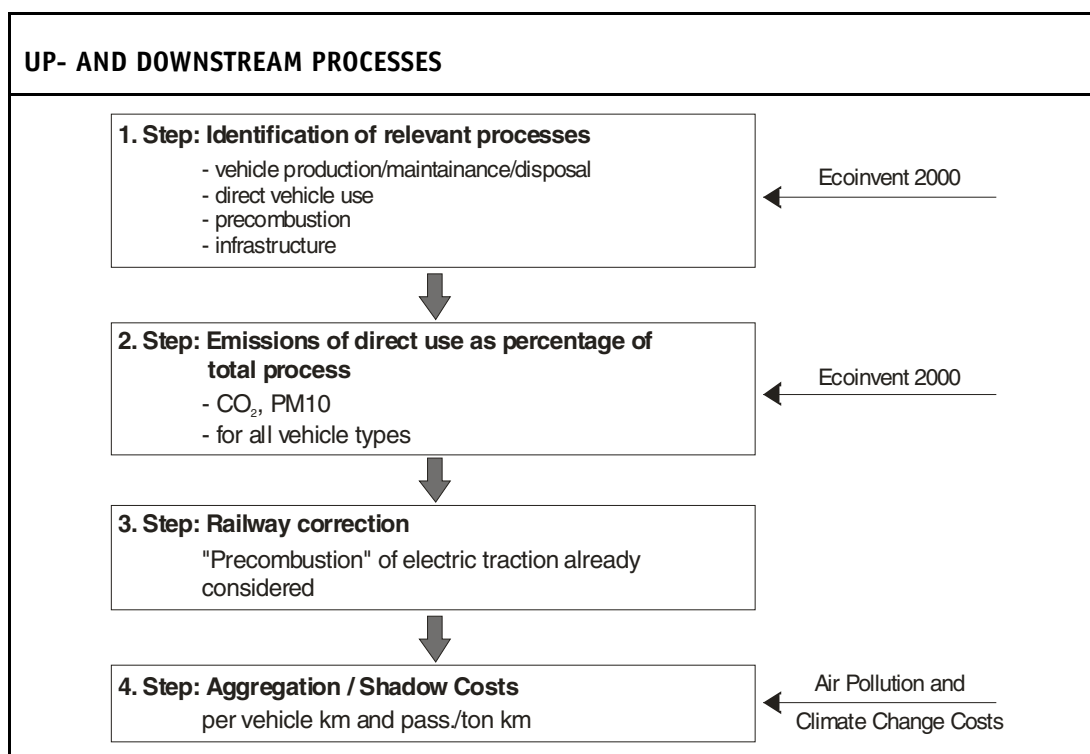 UP- AND DOWNSTREAM PROCESSES
1. Step: Identification of relevant processes
- vehicle production/maintainance/disposal
- direct vehicle use
- precombustion
- infrastructure
Ecoinvent 2000
2. Step: Emissions of direct use as percentage of
total process
- CO₂, PM10
- for all vehicle types
Ecoinvent 2000
3. Step: Railway correction
"Precombustion" of electric traction already
considered
4. Step: Aggregation / Shadow Costs
per vehicle km and pass./ton km
Air Pollution and
Climate Change Costs